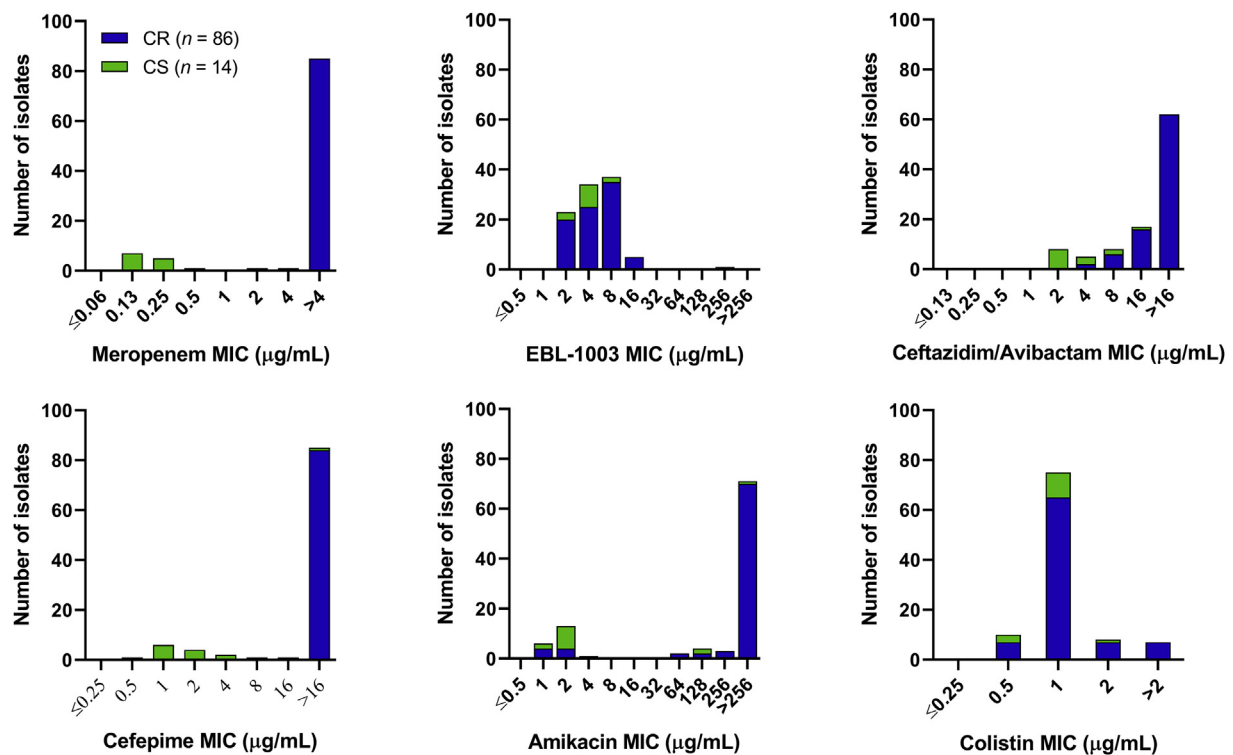 100
80
60
40
20
0
Number of isolates
CR (n = 86)
CS (n = 14)
≤0.06 0.13 0.25 0.5 1 2 4 >4
Meropenem MIC (µg/mL)
100
80
60
40
20
0
Number of isolates
≤0.5 1 2 4 8 16 32 64 128 256 >256
EBL-1003 MIC (µg/mL)
100
80
60
40
20
0
Number of isolates
≤0.13 0.25 0.5 1 2 4 8 16 >16
Ceftazidim/Avibactam MIC (µg/mL)
100
80
60
40
20
0
Number of isolates
≤0.25 0.5 1 2 4 8 16 >16
Cefepime MIC (µg/mL)
100
80
60
40
20
0
Number of isolates
≤0.5 1 2 4 8 16 32 64 128 256 >256
Amikacin MIC (µg/mL)
100
80
60
40
20
0
Number of isolates
≤0.25 0.5 1 2 >2
Colistin MIC (µg/mL)